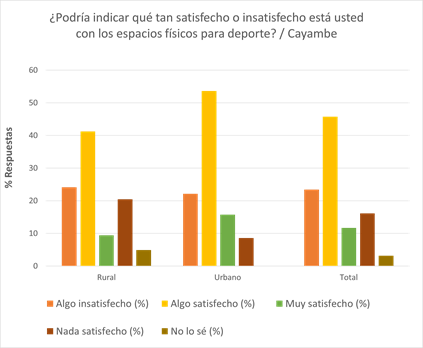 ¿Podría indicar qué tan satisfecho o insatisfecho está usted
con los espacios físicos para deporte? / Cayambe
% Respuestas
60
50
40
30
20
10
0
Rural
Urbano
Total
Algo insatisfecho (%)
Algo satisfecho (%)
Muy satisfecho (%)
Nada satisfecho (%)
No lo sé (%)